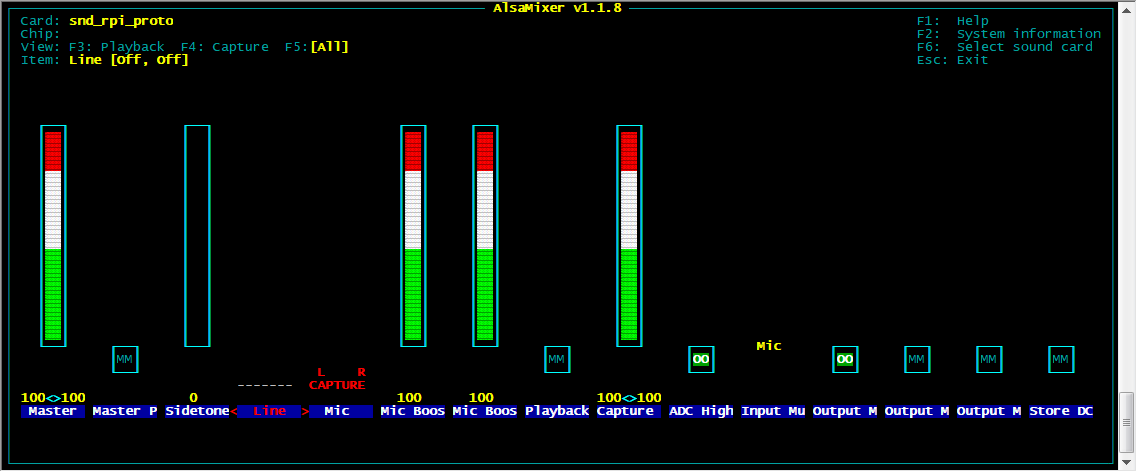 AlsaMixer v1.1.8
Card: snd_rpi_proto F1: Help
Chip: F2: System information
View: F3: Playback F4: Capture F5:[All] F6: Select sound card
Item: Line [Off, Off] Esc: Exit
Mic
MM MM OO OO MM MM MM
L R
------- CAPTURE
100<>100 0 100 100 100<>100
Master Master P Sidetone< Line > Mic Mic Boos Mic Boos Playback Capture ADC High Input Mu Output M Output M Output M Store DC